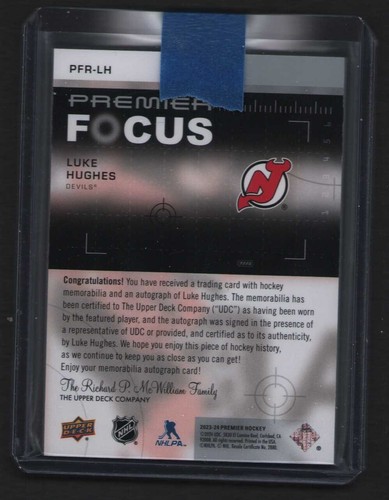 PFR-LH
PREMIER
FOCUS
LUKE
HUGHES
DEVILS®
Congratulations! You have received a trading card with hockey
memorabilia and an autograph of Luke Hughes. The memorabilia has
been certified to The Upper Deck Company ("UDC") as having been worn
by the featured player, and the autograph was signed in the presence of
a representative of UDC or provided, and certified as to its authenticity,
by Luke Hughes. We hope you enjoy this piece of hockey history,
as we continue to keep you as close as you can get!
Enjoy your memorabilia autograph card!
The Richard P. McWilliam Family
THE UPPER DECK COMPANY
UPPER DECK
NHL
NHLPA
2023-24 PREMIER HOCKEY